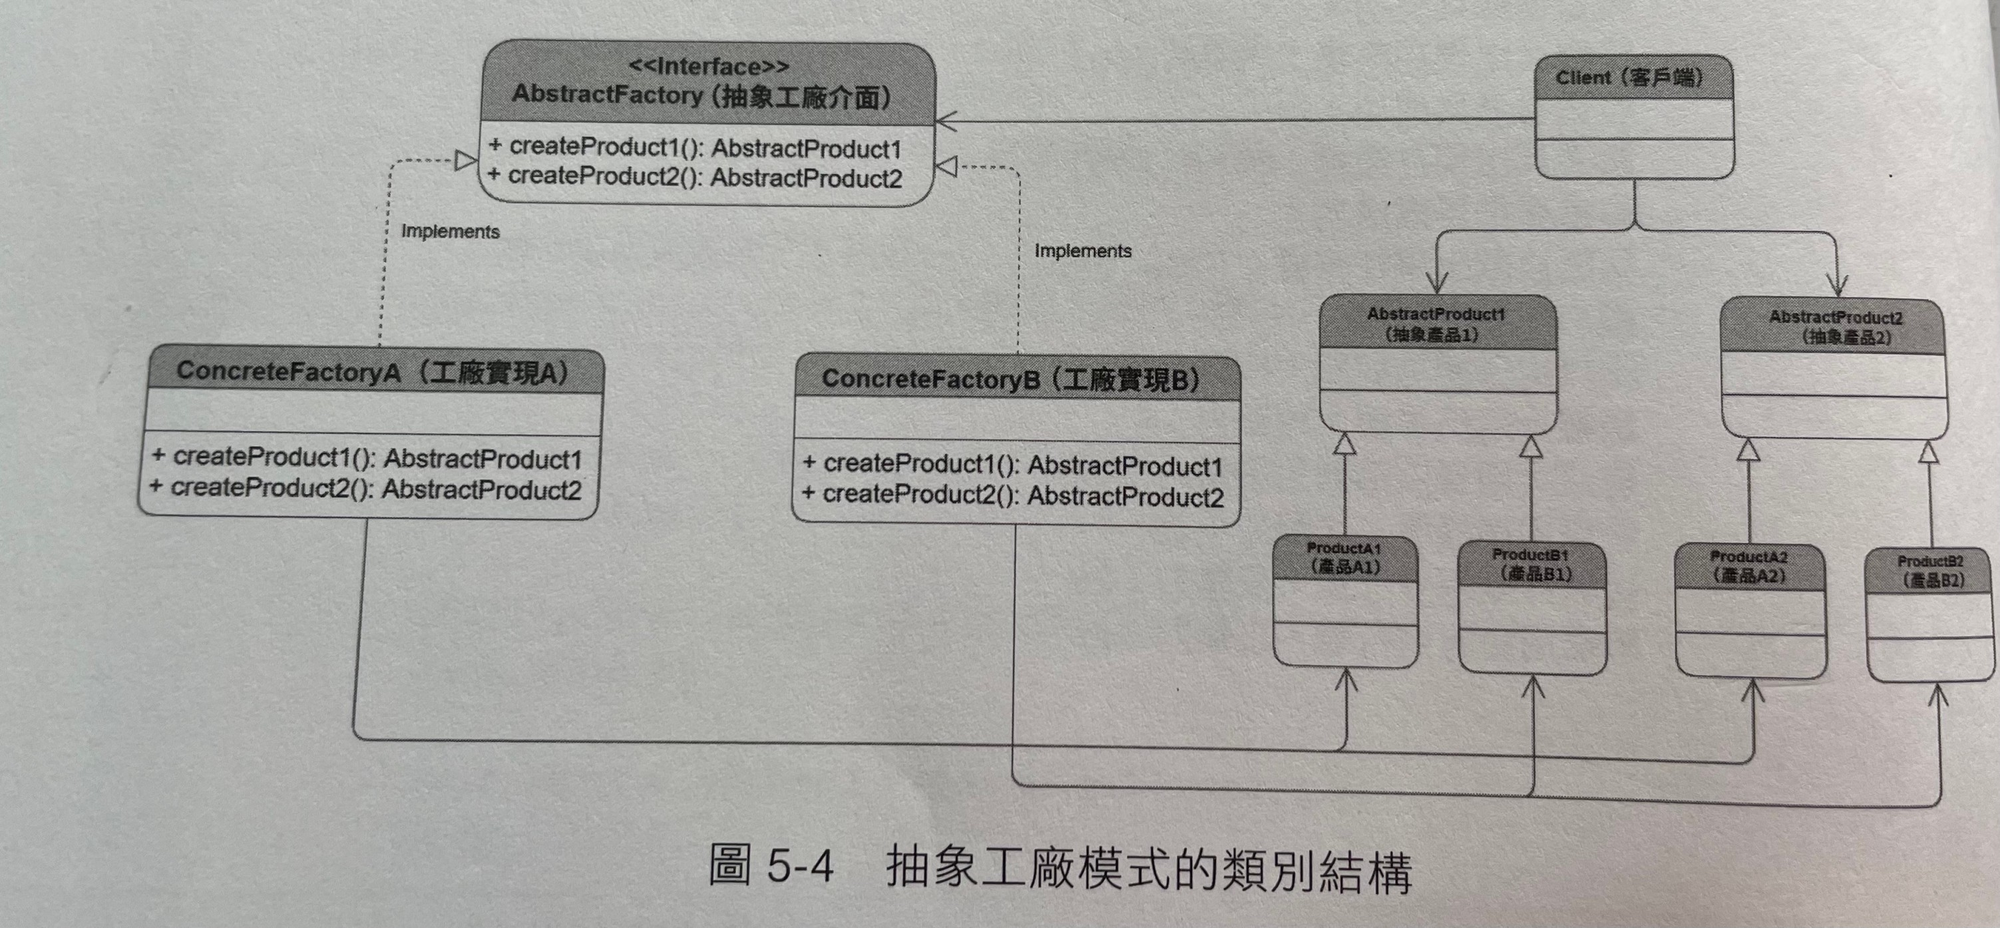 <<Interface>>
AbstractFactory（抽象工廠介面）
+ createProduct1(): AbstractProduct1
+ createProduct2(): AbstractProduct2
Client（客戶端）
Implements
Implements
ConcreteFactoryA（工廠實現A）
+ createProduct1(): AbstractProduct1
+ createProduct2(): AbstractProduct2
ConcreteFactoryB（工廠實現B）
+ createProduct1(): AbstractProduct1
+ createProduct2(): AbstractProduct2
AbstractProduct1
（抽象產品1）
AbstractProduct2
（抽象產品2）
ProductA1
（產品A1）
ProductB1
（產品B1）
ProductA2
（產品A2）
ProductB2
（產品B2）
圖 5-4 抽象工廠模式的類別結構